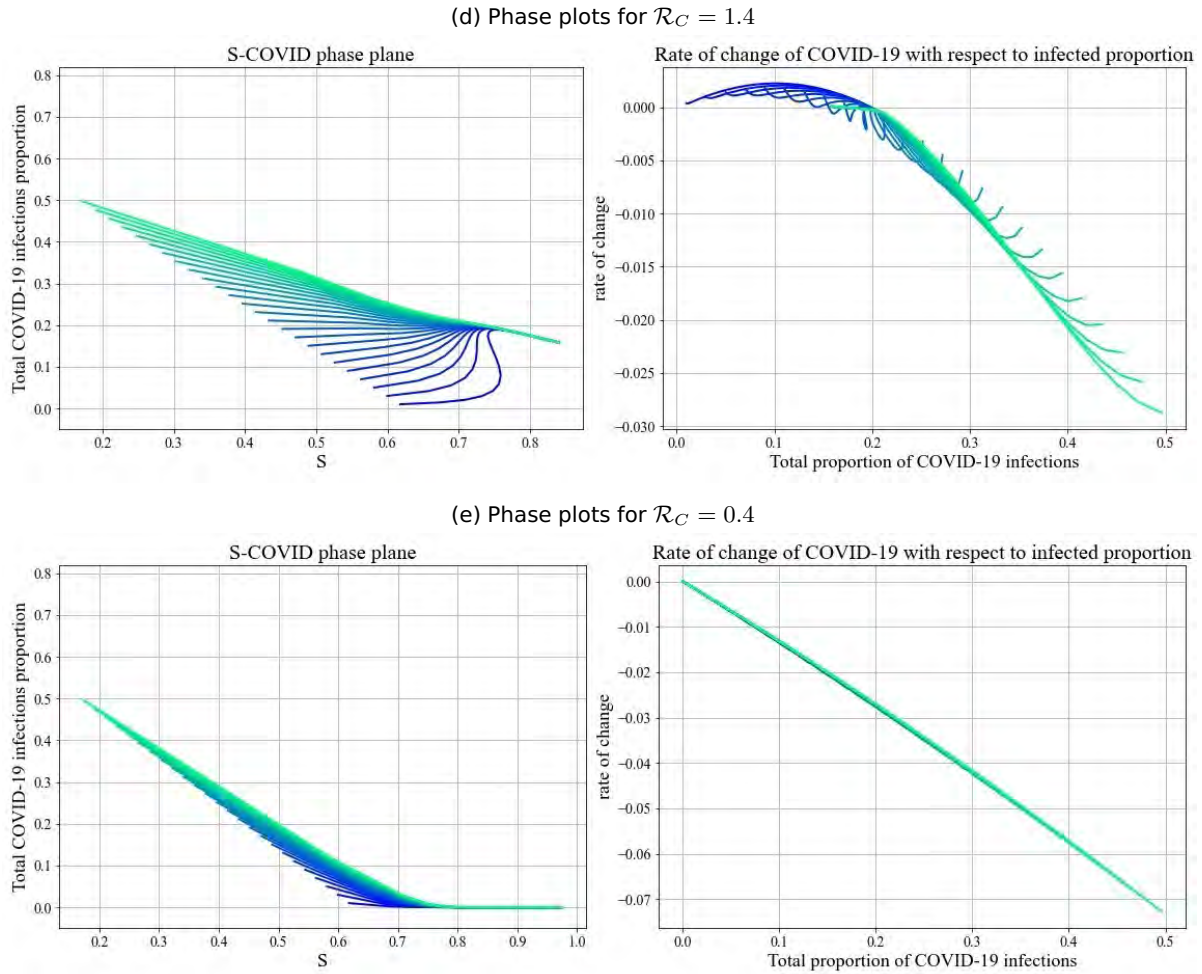 (d) Phase plots for R_C = 1.4
S-COVID phase plane
Total COVID-19 infections proportion
0.8
0.7
0.6
0.5
0.4
0.3
0.2
0.1
0.0
0.2 0.3 0.4 0.5 0.6 0.7 0.8
S
Rate of change of COVID-19 with respect to infected proportion
rate of change
0.000
−0.005
−0.010
−0.015
−0.020
−0.025
−0.030
0.0 0.1 0.2 0.3 0.4 0.5
Total proportion of COVID-19 infections
(e) Phase plots for R_C = 0.4
S-COVID phase plane
Total COVID-19 infections proportion
0.8
0.7
0.6
0.5
0.4
0.3
0.2
0.1
0.0
0.2 0.3 0.4 0.5 0.6 0.7 0.8 0.9 1.0
S
Rate of change of COVID-19 with respect to infected proportion
rate of change
0.00
−0.01
−0.02
−0.03
−0.04
−0.05
−0.06
−0.07
0.0 0.1 0.2 0.3 0.4 0.5
Total proportion of COVID-19 infections